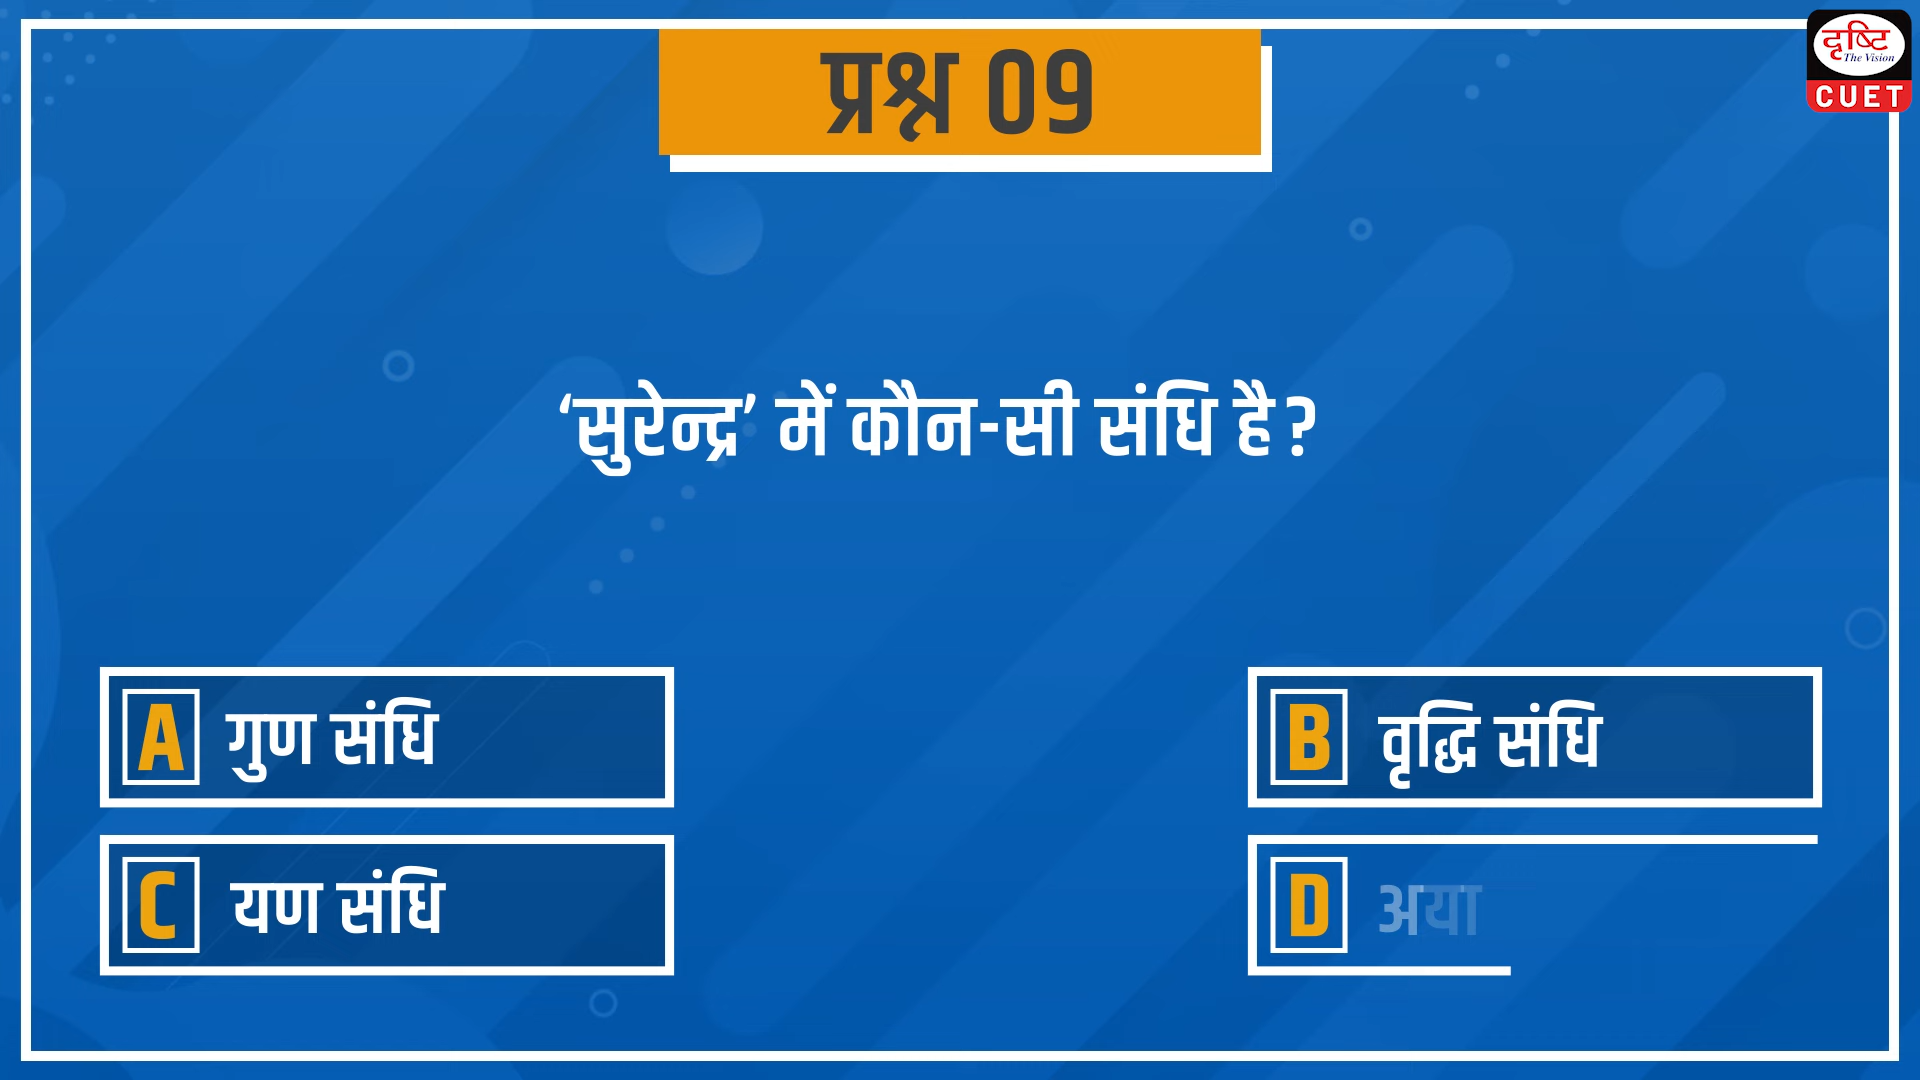 दृष्टि
The Vision
CUET
प्रश्न 09
‘सुरेन्द्र’ में कौन-सी संधि है?
A गुण संधि
B वृद्धि संधि
C यण संधि
D अया